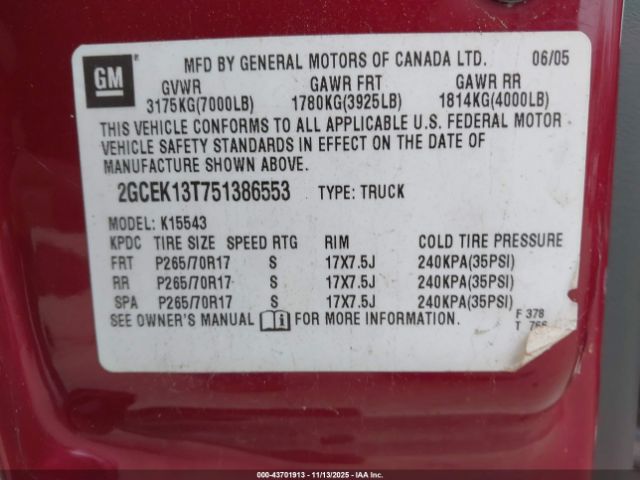 GM
MFD BY GENERAL MOTORS OF CANADA LTD. 06/05
GVWR GAWR FRT GAWR RR
3175KG(7000LB) 1780KG(3925LB) 1814KG(4000LB)
THIS VEHICLE CONFORMS TO ALL APPLICABLE U.S. FEDERAL MOTOR
VEHICLE SAFETY STANDARDS IN EFFECT ON THE DATE OF
MANUFACTURE SHOWN ABOVE.
2GCEK13T751386553 TYPE: TRUCK
MODEL: K15543
KPDC TIRE SIZE SPEED RTG RIM COLD TIRE PRESSURE
FRT P265/70R17 S 17X7.5J 240KPA(35PSI)
RR P265/70R17 S 17X7.5J 240KPA(35PSI)
SPA P265/70R17 S 17X7.5J 240KPA(35PSI)
SEE OWNER'S MANUAL i FOR MORE INFORMATION.
F 378
T 766
000-43701913 - 11/13/2025 - IAAI, Inc. Copyright